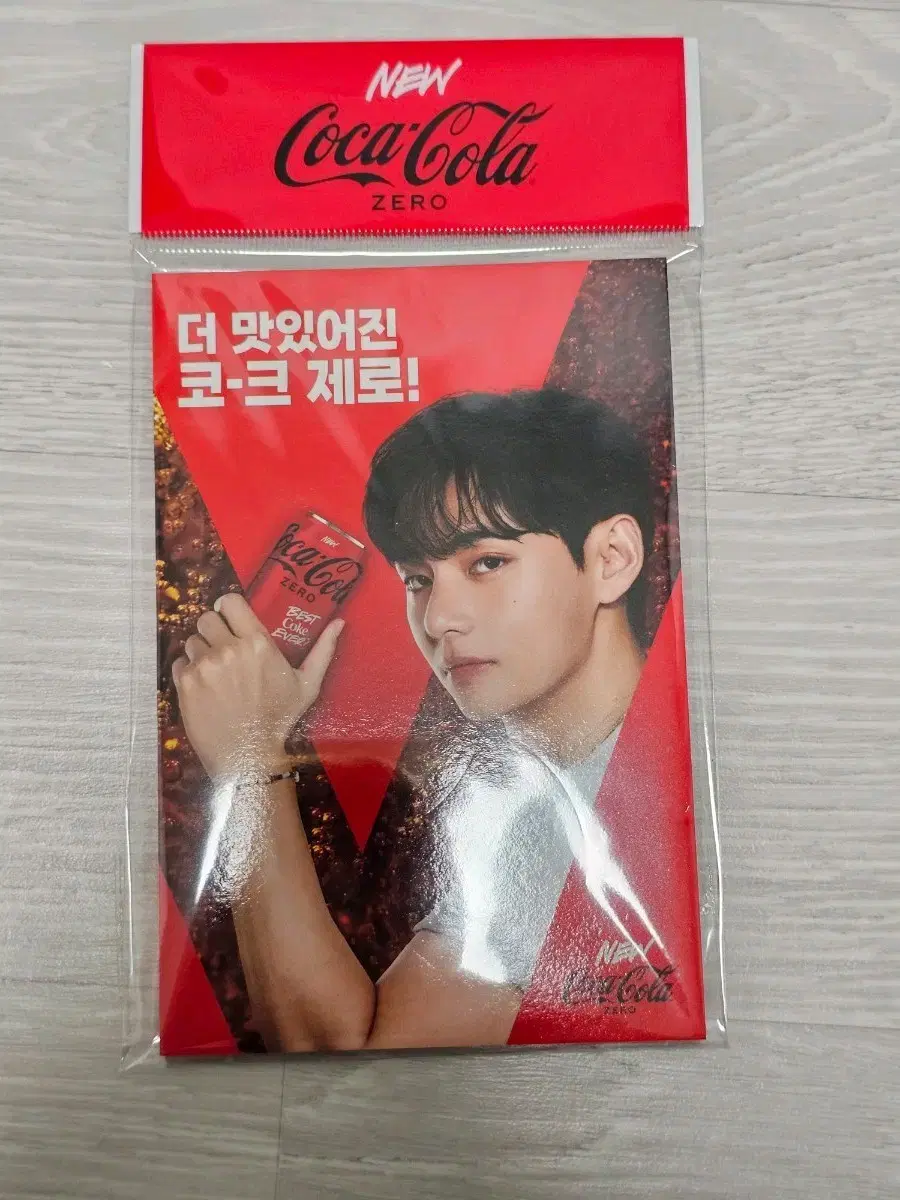 NEW
Coca-Cola
ZERO
더 맛있어진
코-크 제로!
NEW
Coca-Cola
ZERO
BEST
Coke
EVER?
NEW
Coca-Cola
ZERO